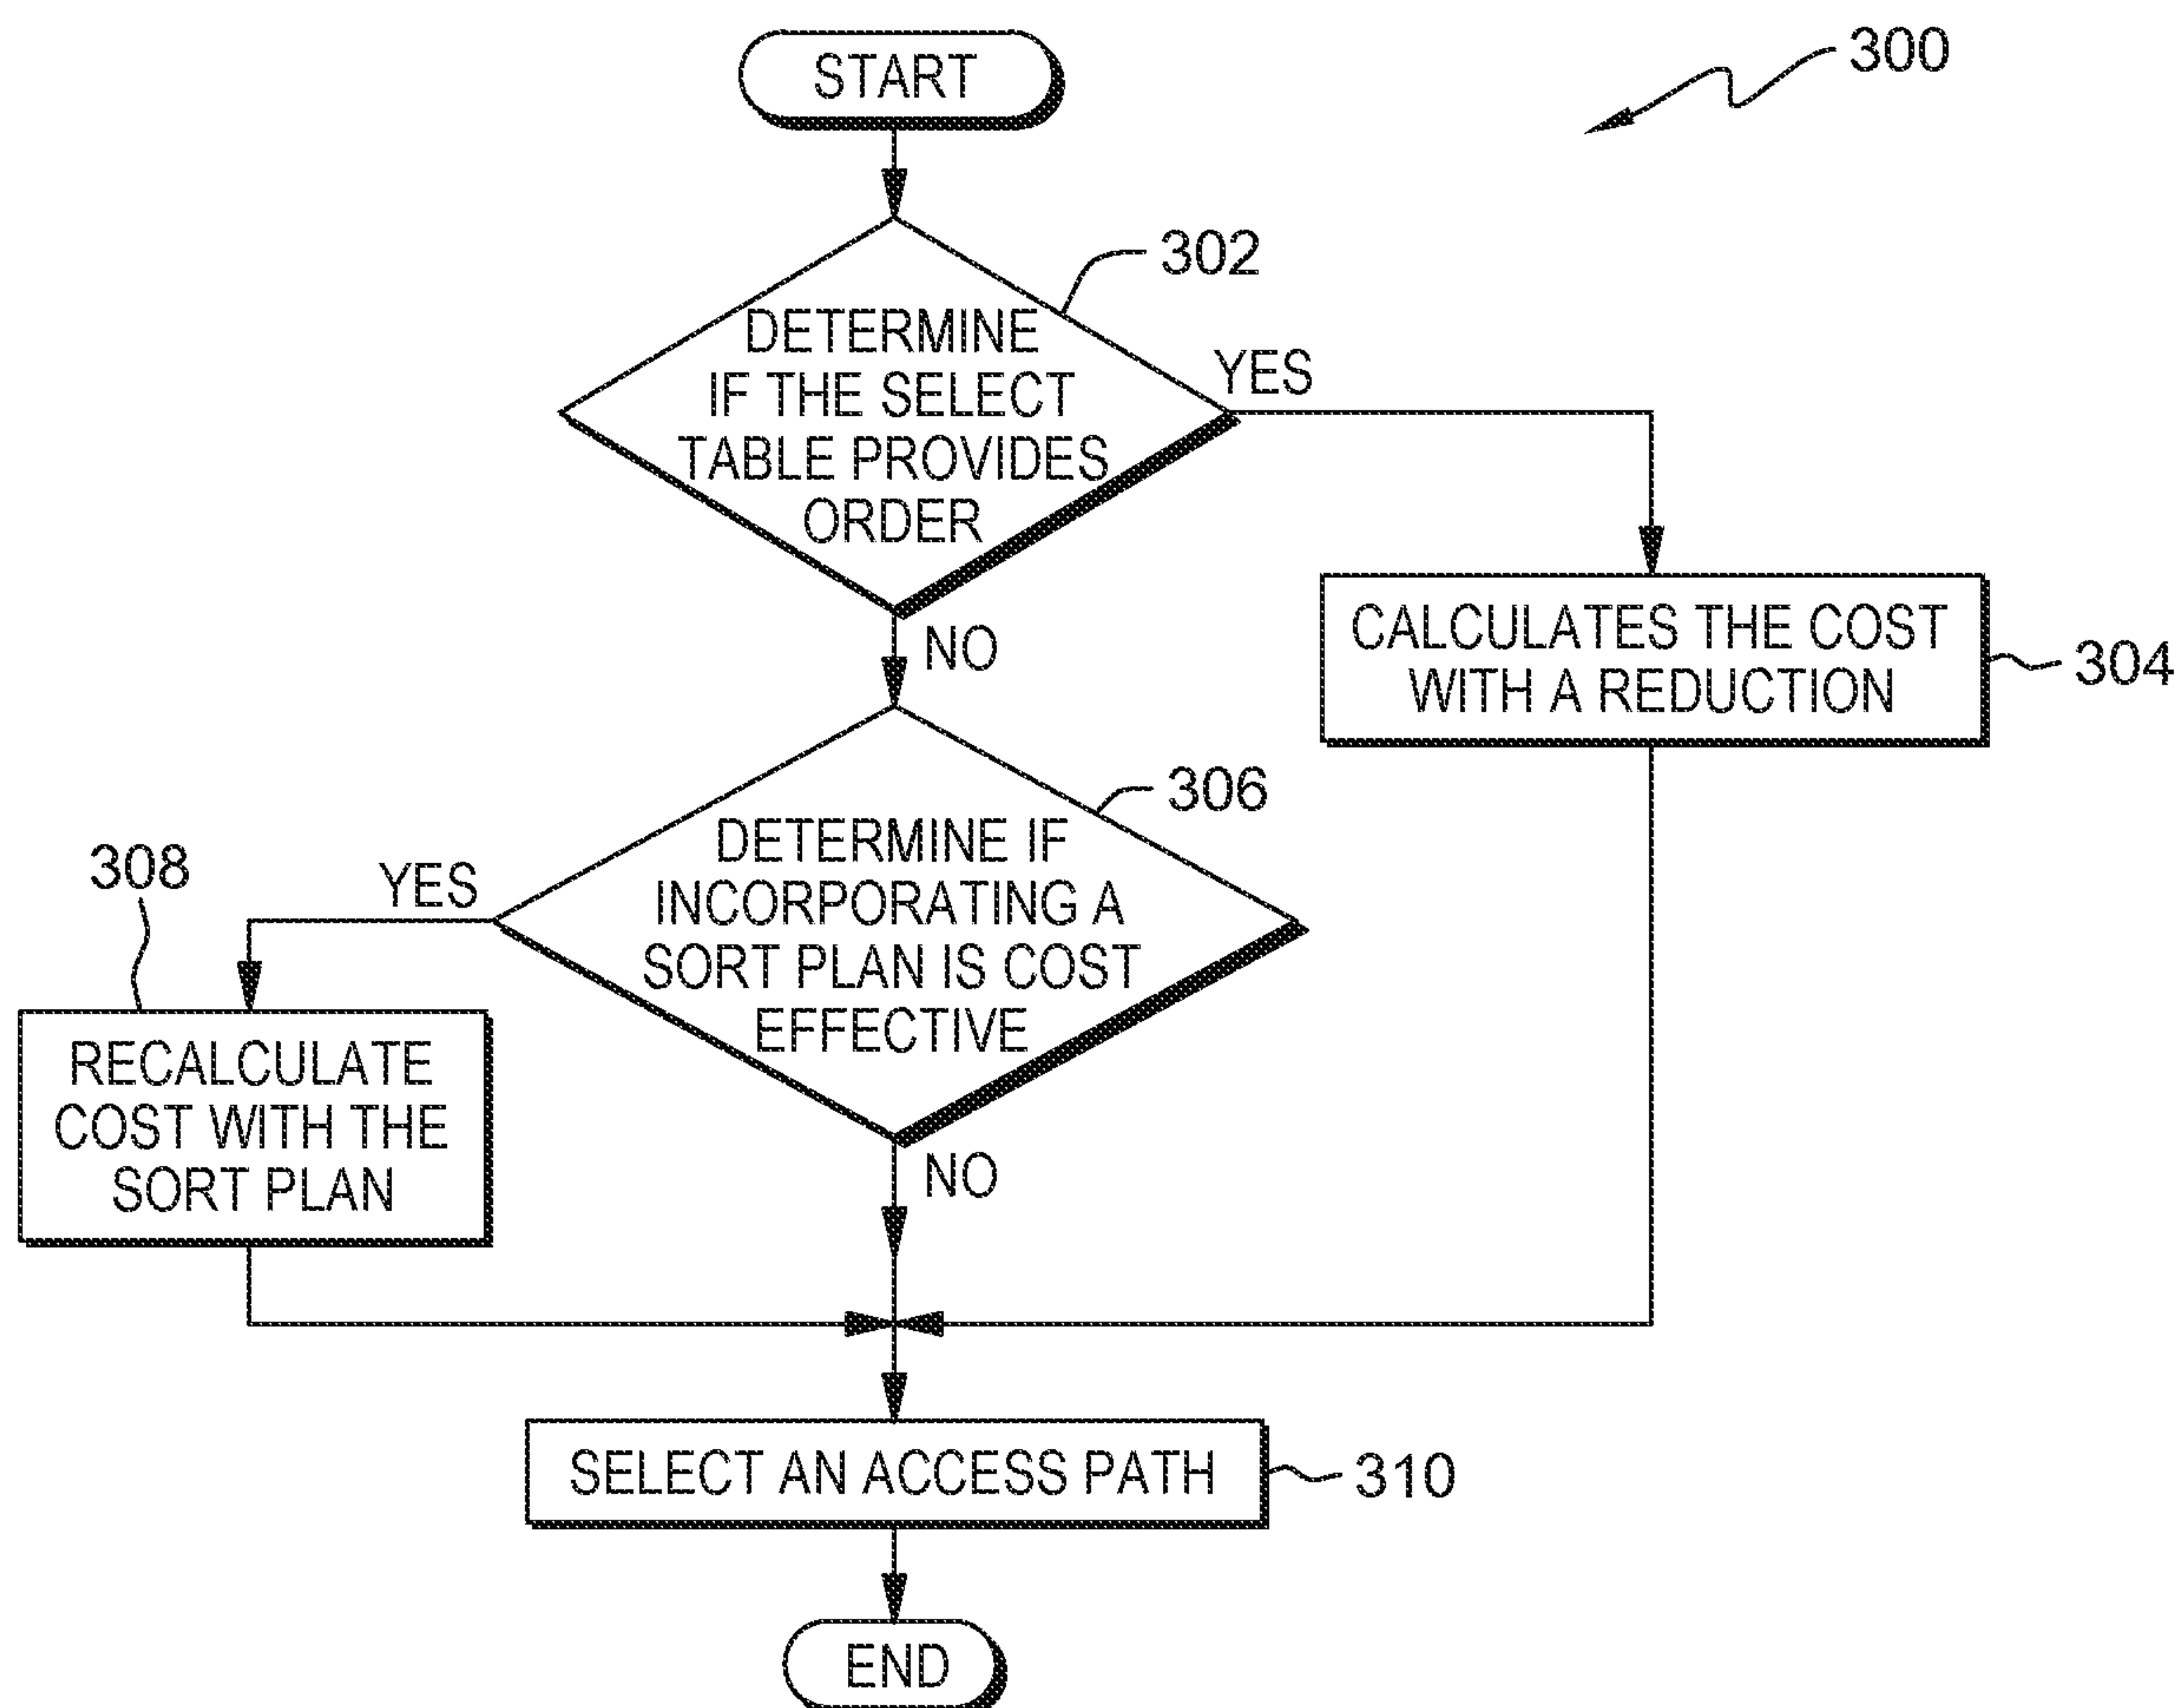 START
300
302
DETERMINE
IF THE SELECT
TABLE PROVIDES
ORDER
YES
NO
CALCULATES THE COST
WITH A REDUCTION
304
306
DETERMINE IF
INCORPORATING A
SORT PLAN IS COST
EFFECTIVE
YES
308
RECALCULATE
COST WITH THE
SORT PLAN
NO
SELECT AN ACCESS PATH
310
END